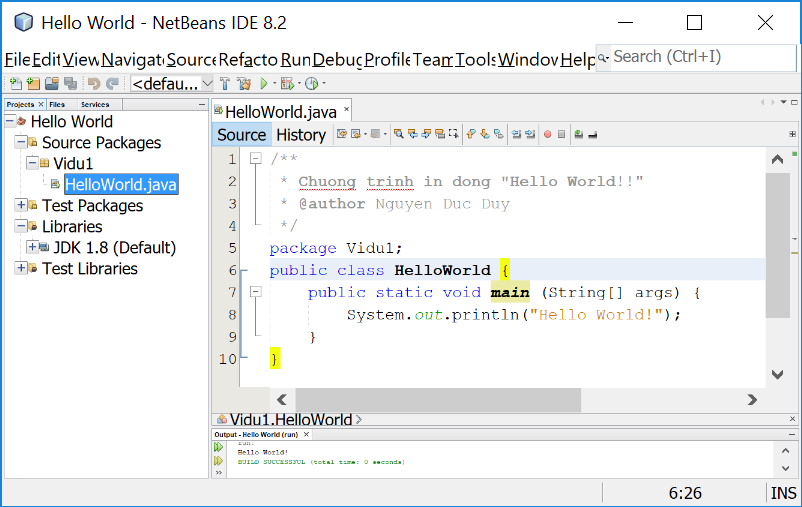 Hello World - NetBeans IDE 8.2
File Edit View Navigate Source Refacto Run Debug Profile Team Tools Window Help Search (Ctrl+I)
<defau...
Projects Files Services
Hello World
Source Packages
Vidu1
HelloWorld.java
Test Packages
Libraries
JDK 1.8 (Default)
Test Libraries
HelloWorld.java
Source History
1 /**
2 * Chuong trinh in dong "Hello World!!"
3 * @author Nguyen Duc Duy
4 */
5 package Vidu1;
6 public class HelloWorld {
7 public static void main (String[] args) {
8 System.out.println("Hello World!");
9 }
10 }
Vidu1.HelloWorld
Output - Hello World (run)
run:
Hello World!
BUILD SUCCESSFUL (total time: 0 seconds)
6:26 INS